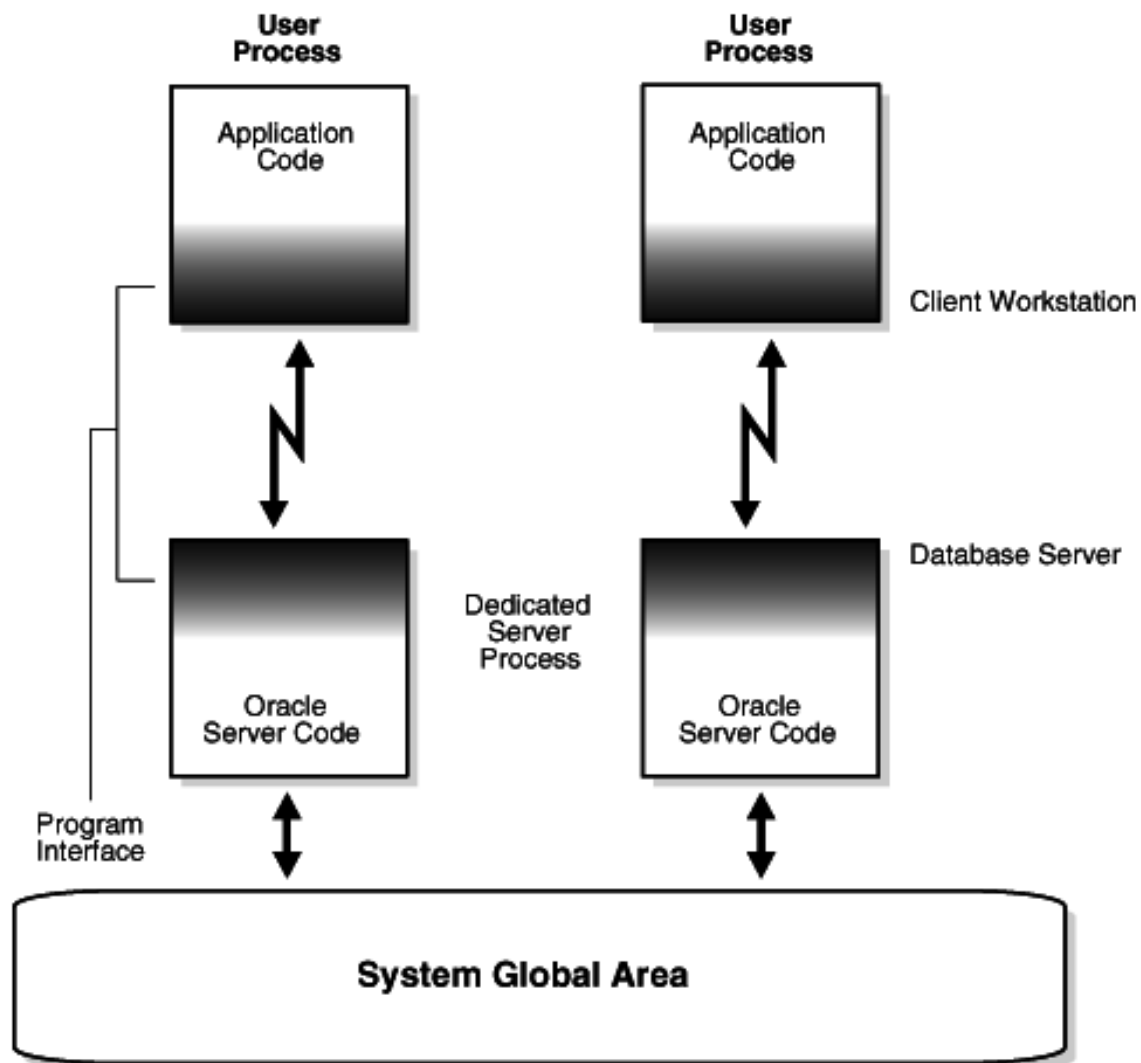 User
Process
User
Process
Application
Code
Application
Code
Client Workstation
Database Server
Dedicated
Server
Process
Oracle
Server Code
Oracle
Server Code
Program
Interface
System Global Area